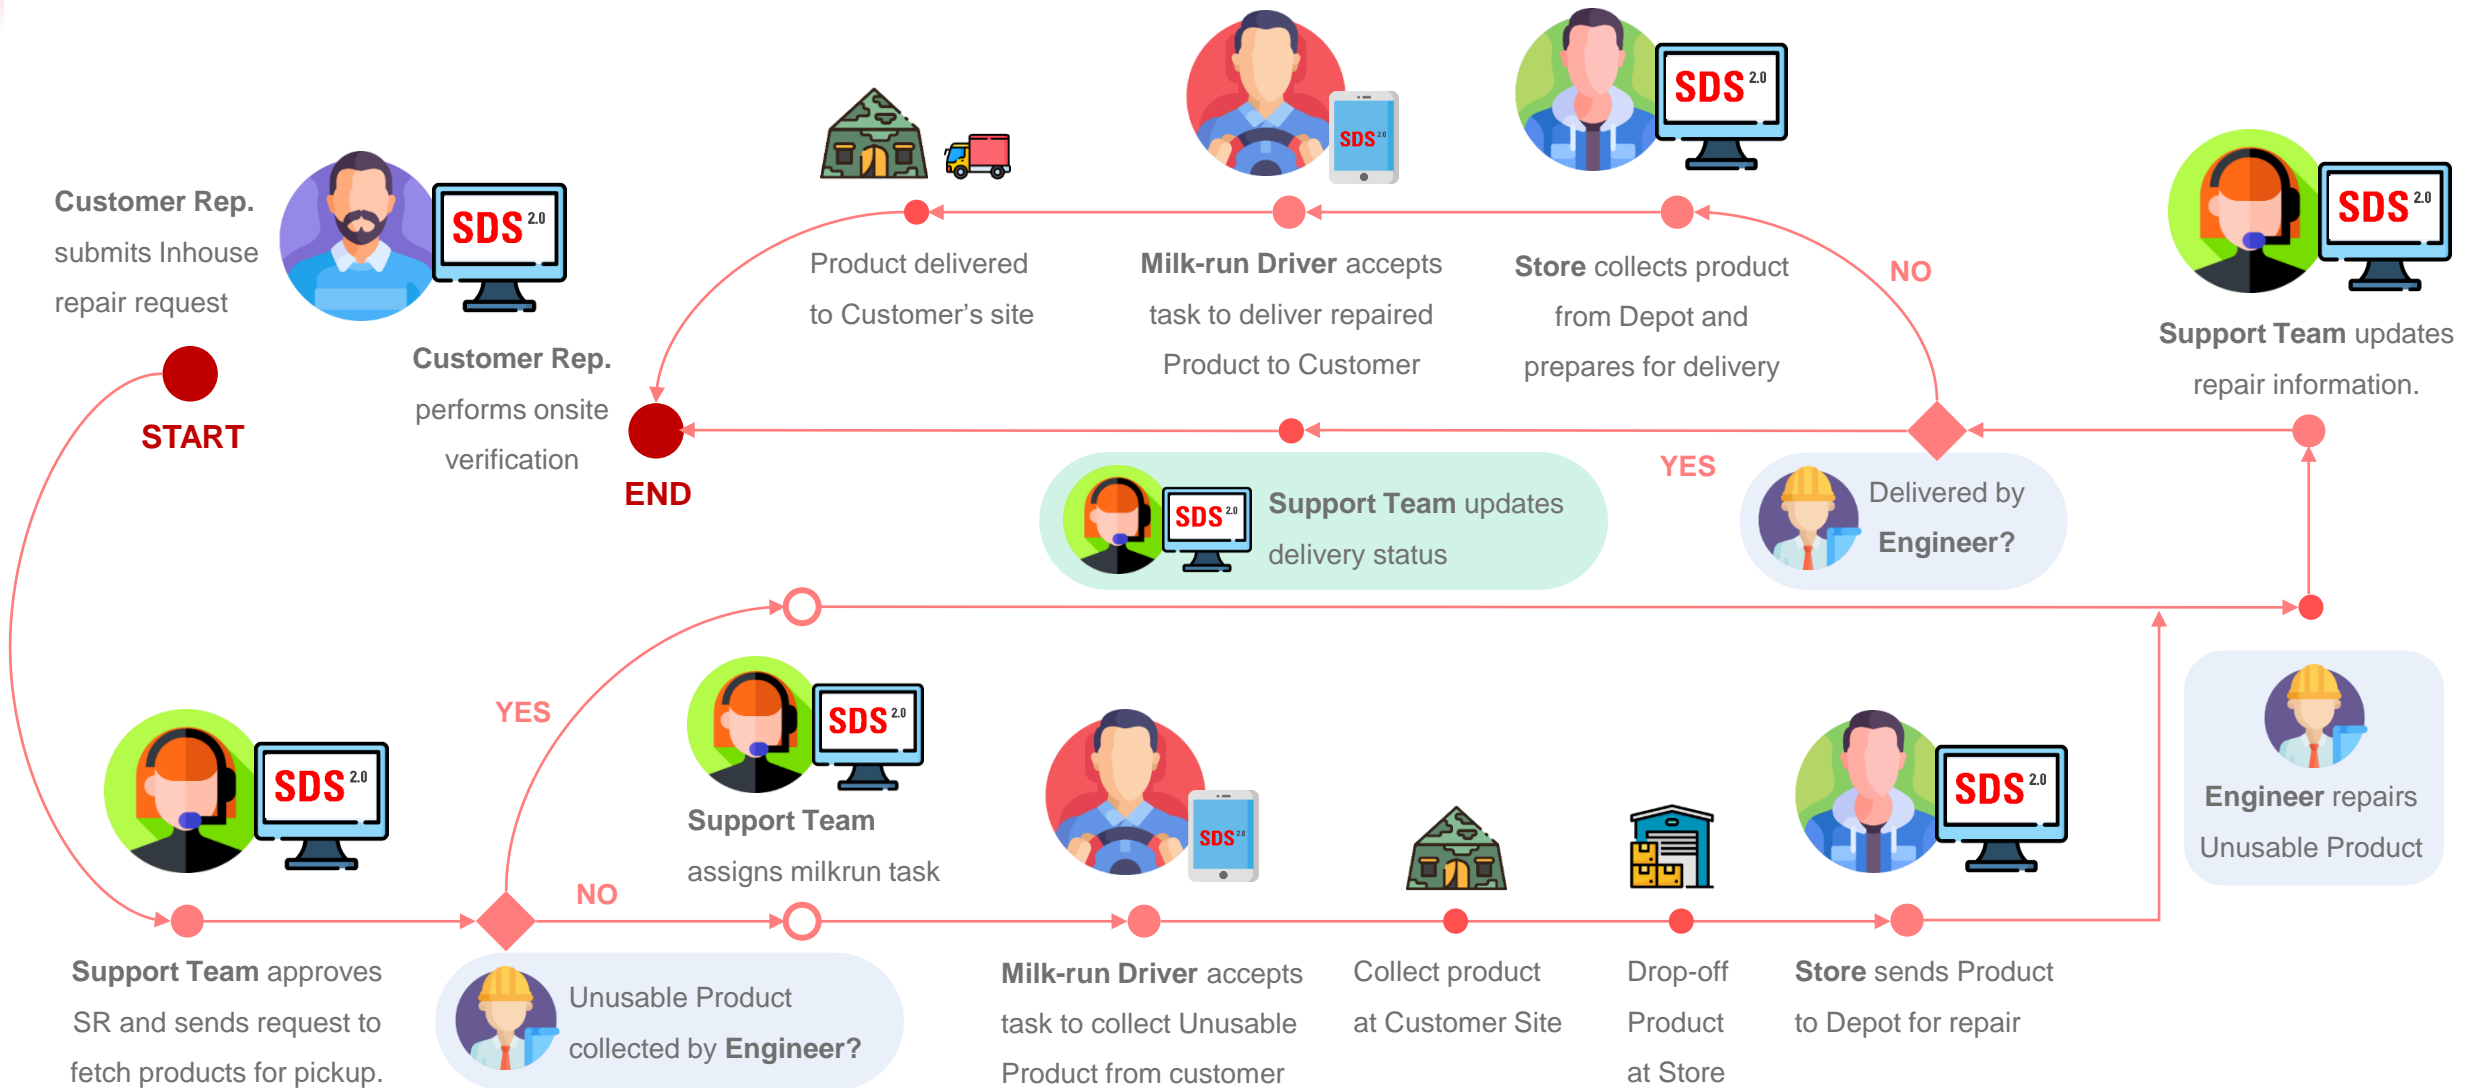 Customer Rep.
submits Inhouse
repair request
SDS 2.0
START
Customer Rep.
performs onsite
verification
END
Product delivered
to Customer’s site
SDS 2.0
Milk-run Driver accepts
task to deliver repaired
Product to Customer
SDS 2.0
Store collects product
from Depot and
prepares for delivery
NO
SDS 2.0
Support Team updates
repair information.
YES
SDS 2.0
Support Team updates
delivery status
Delivered by
Engineer?
YES
NO
SDS 2.0
Support Team approves
SR and sends request to
fetch products for pickup.
Unusable Product
collected by Engineer?
SDS 2.0
Support Team
assigns milkrun task
SDS 2.0
Milk-run Driver accepts
task to collect Unusable
Product from customer
Collect product
at Customer Site
Drop-off
Product
at Store
SDS 2.0
Store sends Product
to Depot for repair
Engineer repairs
Unusable Product